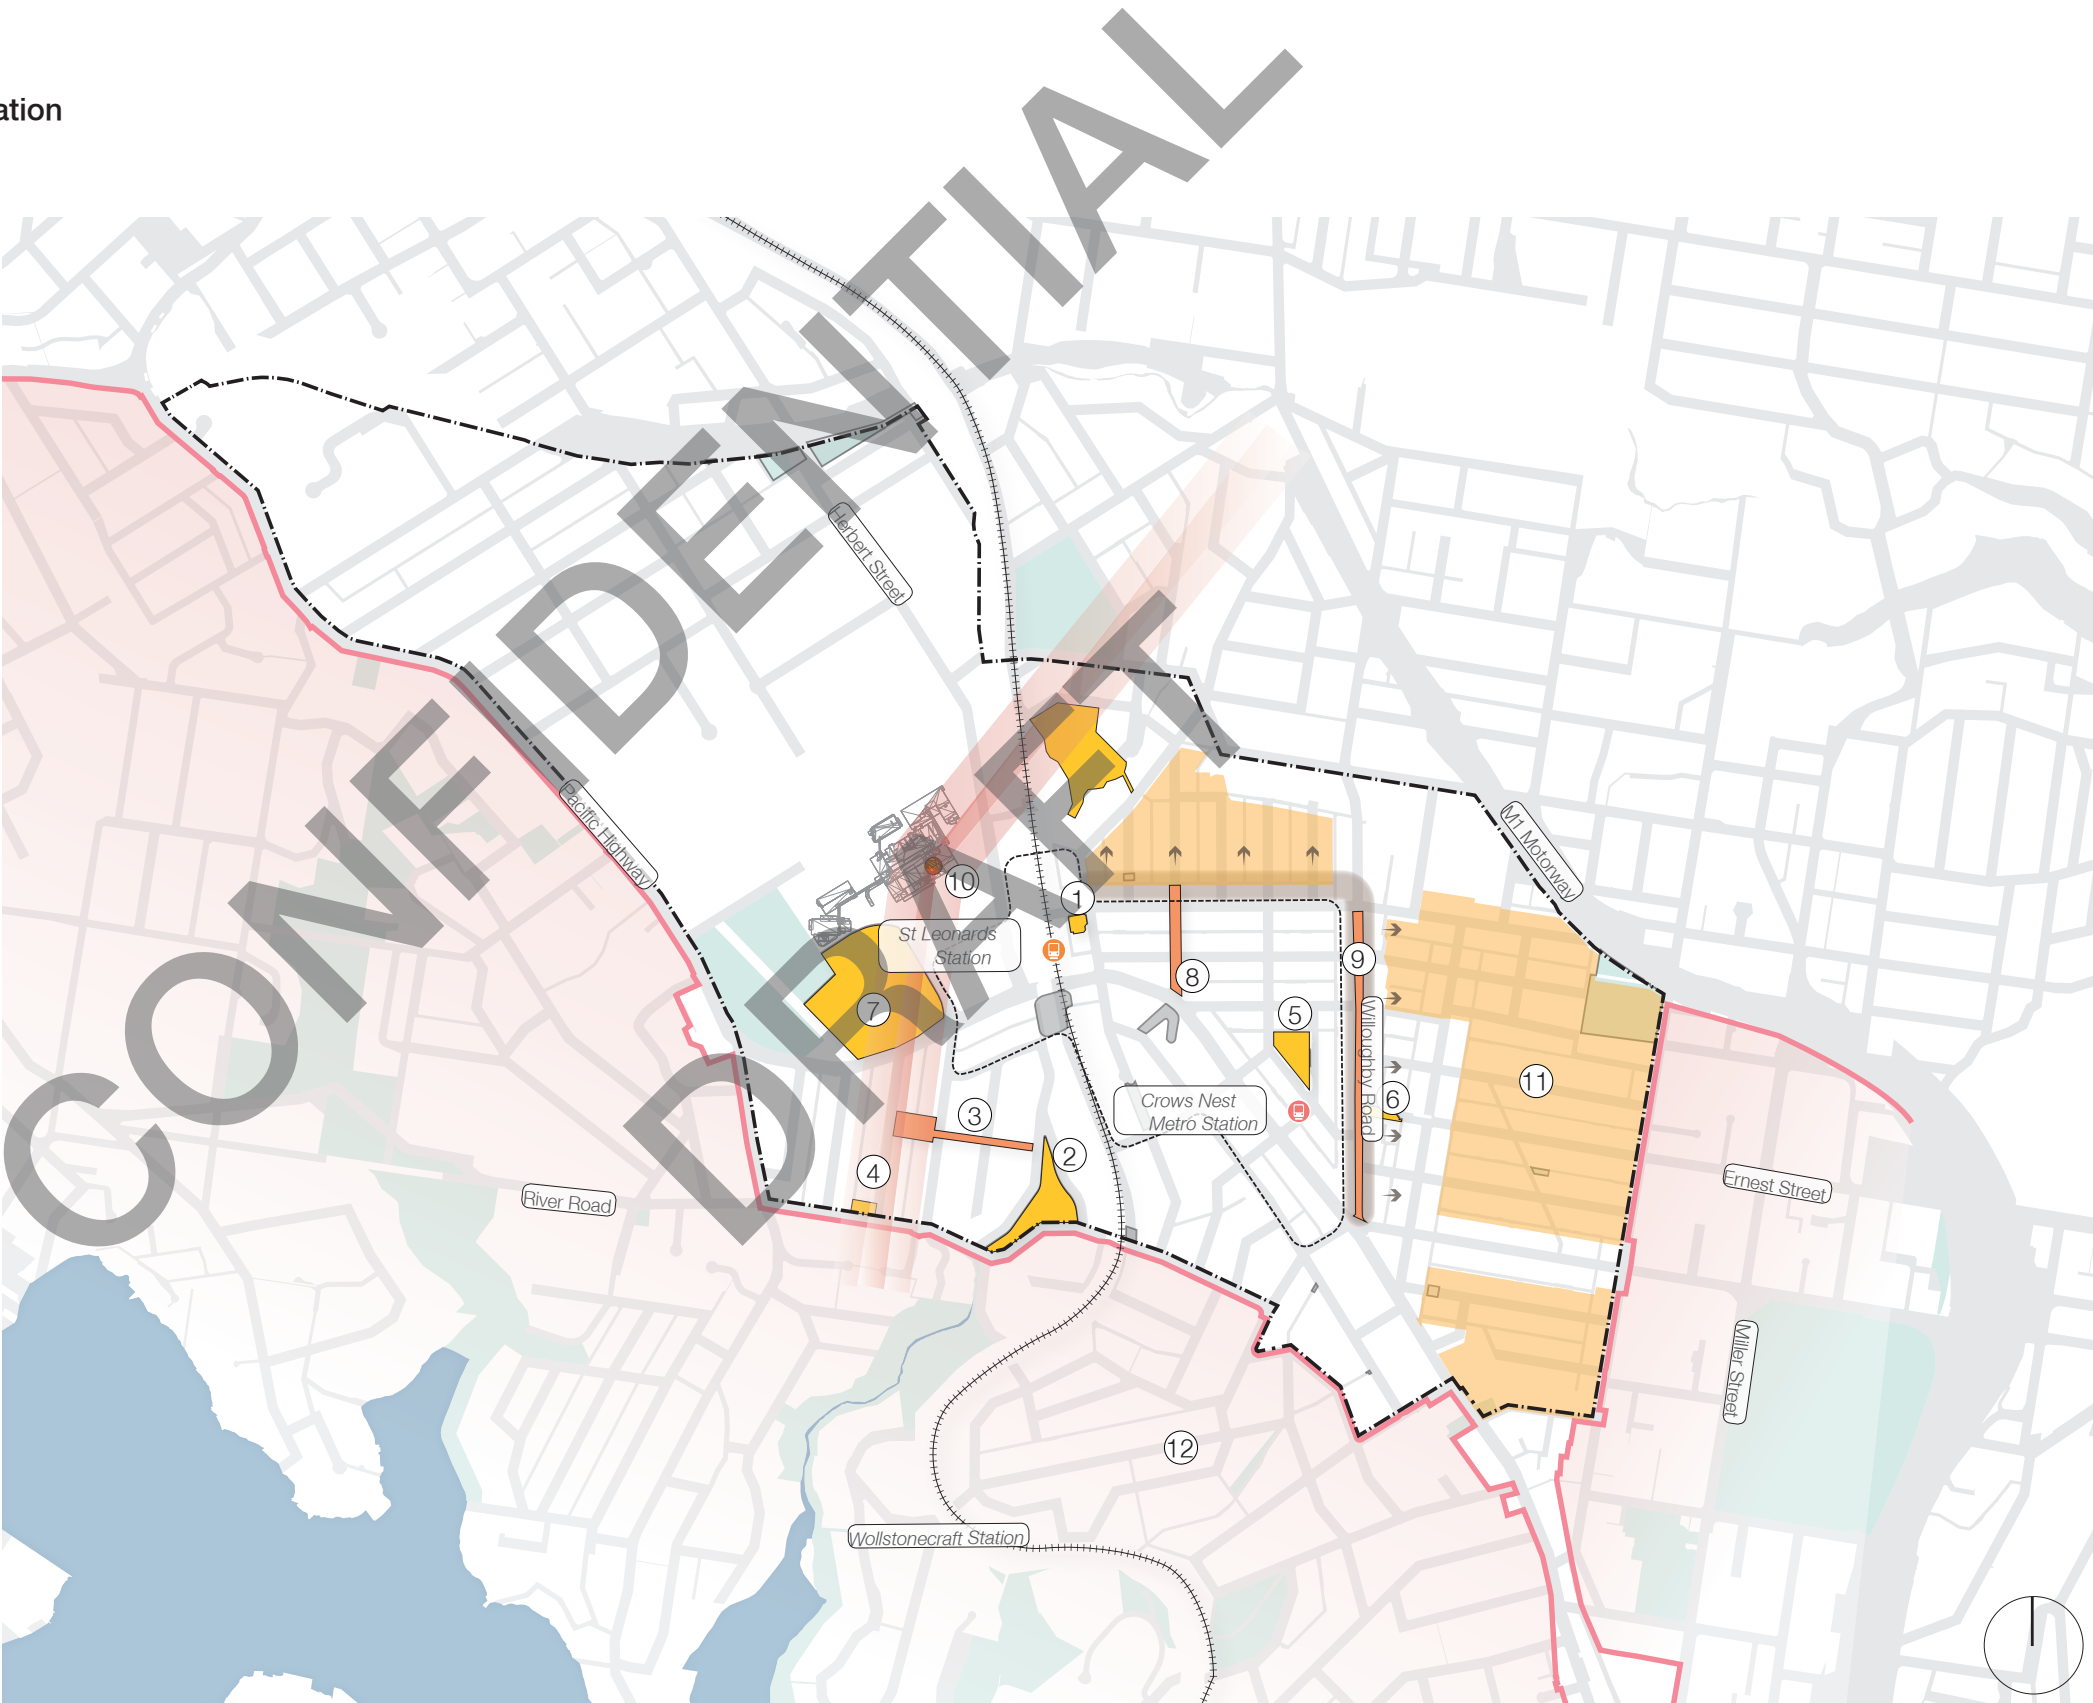 ation
CONFIDENTIAL
DRAFT
Herbert Street
Pacific Highway
M1 Motorway
10
1
St Leonards
Station
9
8
7
5
Willoughby Road
11
6
Crows Nest
Metro Station
3
2
4
River Road
Ernest Street
Miller Street
12
Wollstonecraft Station